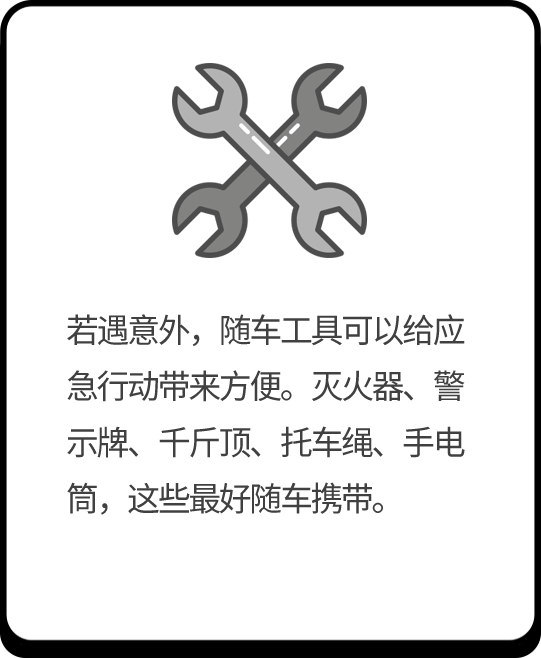 若遇意外，随车工具可以给应
急行动带来方便。灭火器、警
示牌、千斤顶、托车绳、手电
筒，这些最好随车携带。